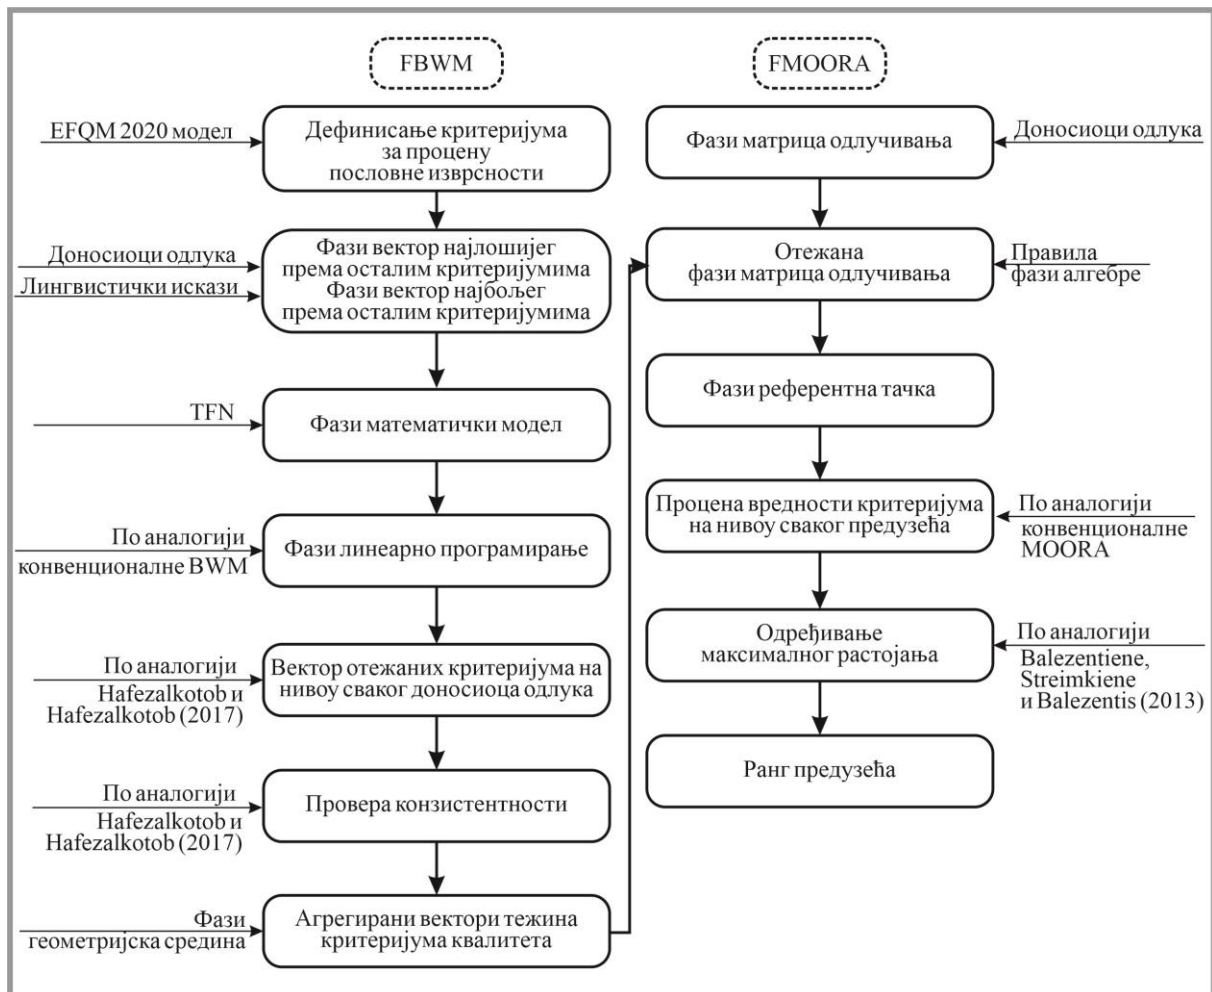 FBWM
EFQM 2020 модел
Дефинисање критеријума
за процену
пословне изврсности
Доносиоци одлука
Лингвистички искази
Фази вектор најлошијег
према осталим критеријумима
Фази вектор најбољег
према осталим критеријумима
TFN
Фази математички модел
По аналогији
конвенционалне BWM
Фази линеарно програмирање
По аналогији
Hafezalkotob и
Hafezalkotob (2017)
Вектор отежаних критеријума на
нивоу сваког доносиоца одлука
По аналогији
Hafezalkotob и
Hafezalkotob (2017)
Провера конзистентности
Фази
геометријска средина
Агрегирани вектори тежина
критеријума квалитета
FMOORA
Фази матрица одлучивања
Доносиоци одлука
Отежана
фази матрица одлучивања
Правила
фази алгебре
Фази референтна тачка
Процена вредности критеријума
на нивоу сваког предузећа
По аналогији
конвенционалне
MOORA
Одређивање
максималног растојања
По аналогији
Balezentiene,
Streimkiene
и Balezentis (2013)
Ранг предузећа